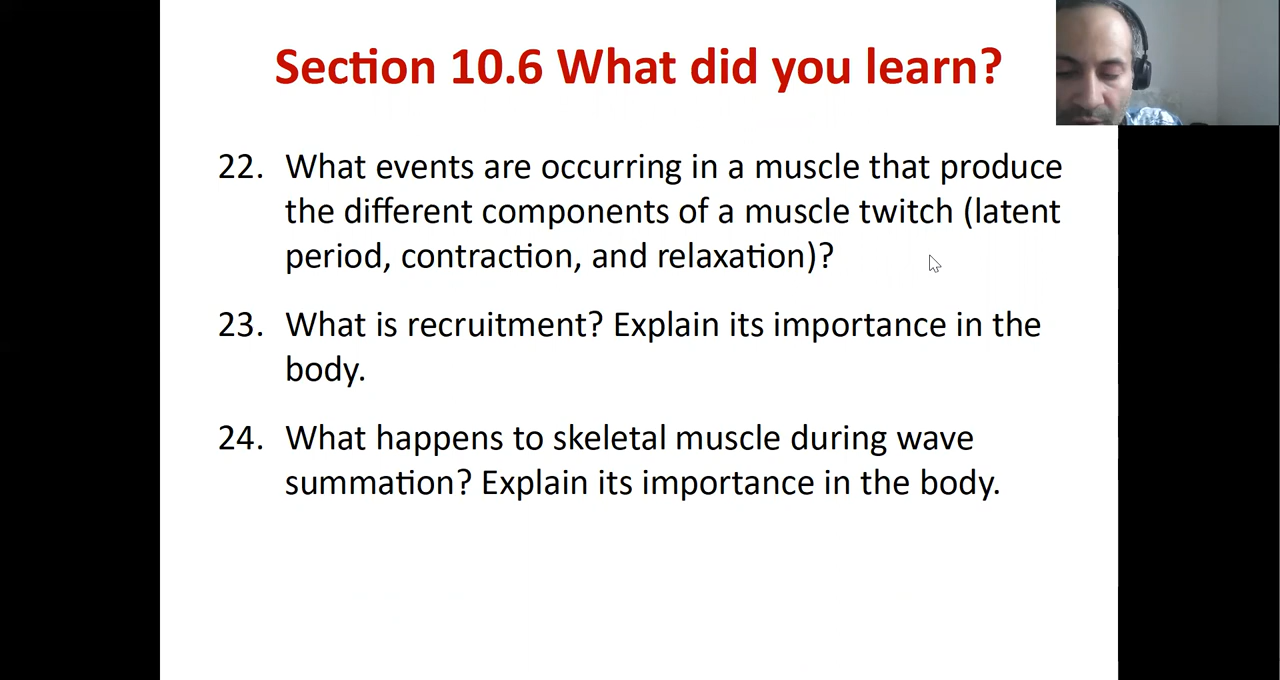 Section 10.6 What did you learn?
22. What events are occurring in a muscle that produce
the different components of a muscle twitch (latent
period, contraction, and relaxation)?
23. What is recruitment? Explain its importance in the
body.
24. What happens to skeletal muscle during wave
summation? Explain its importance in the body.